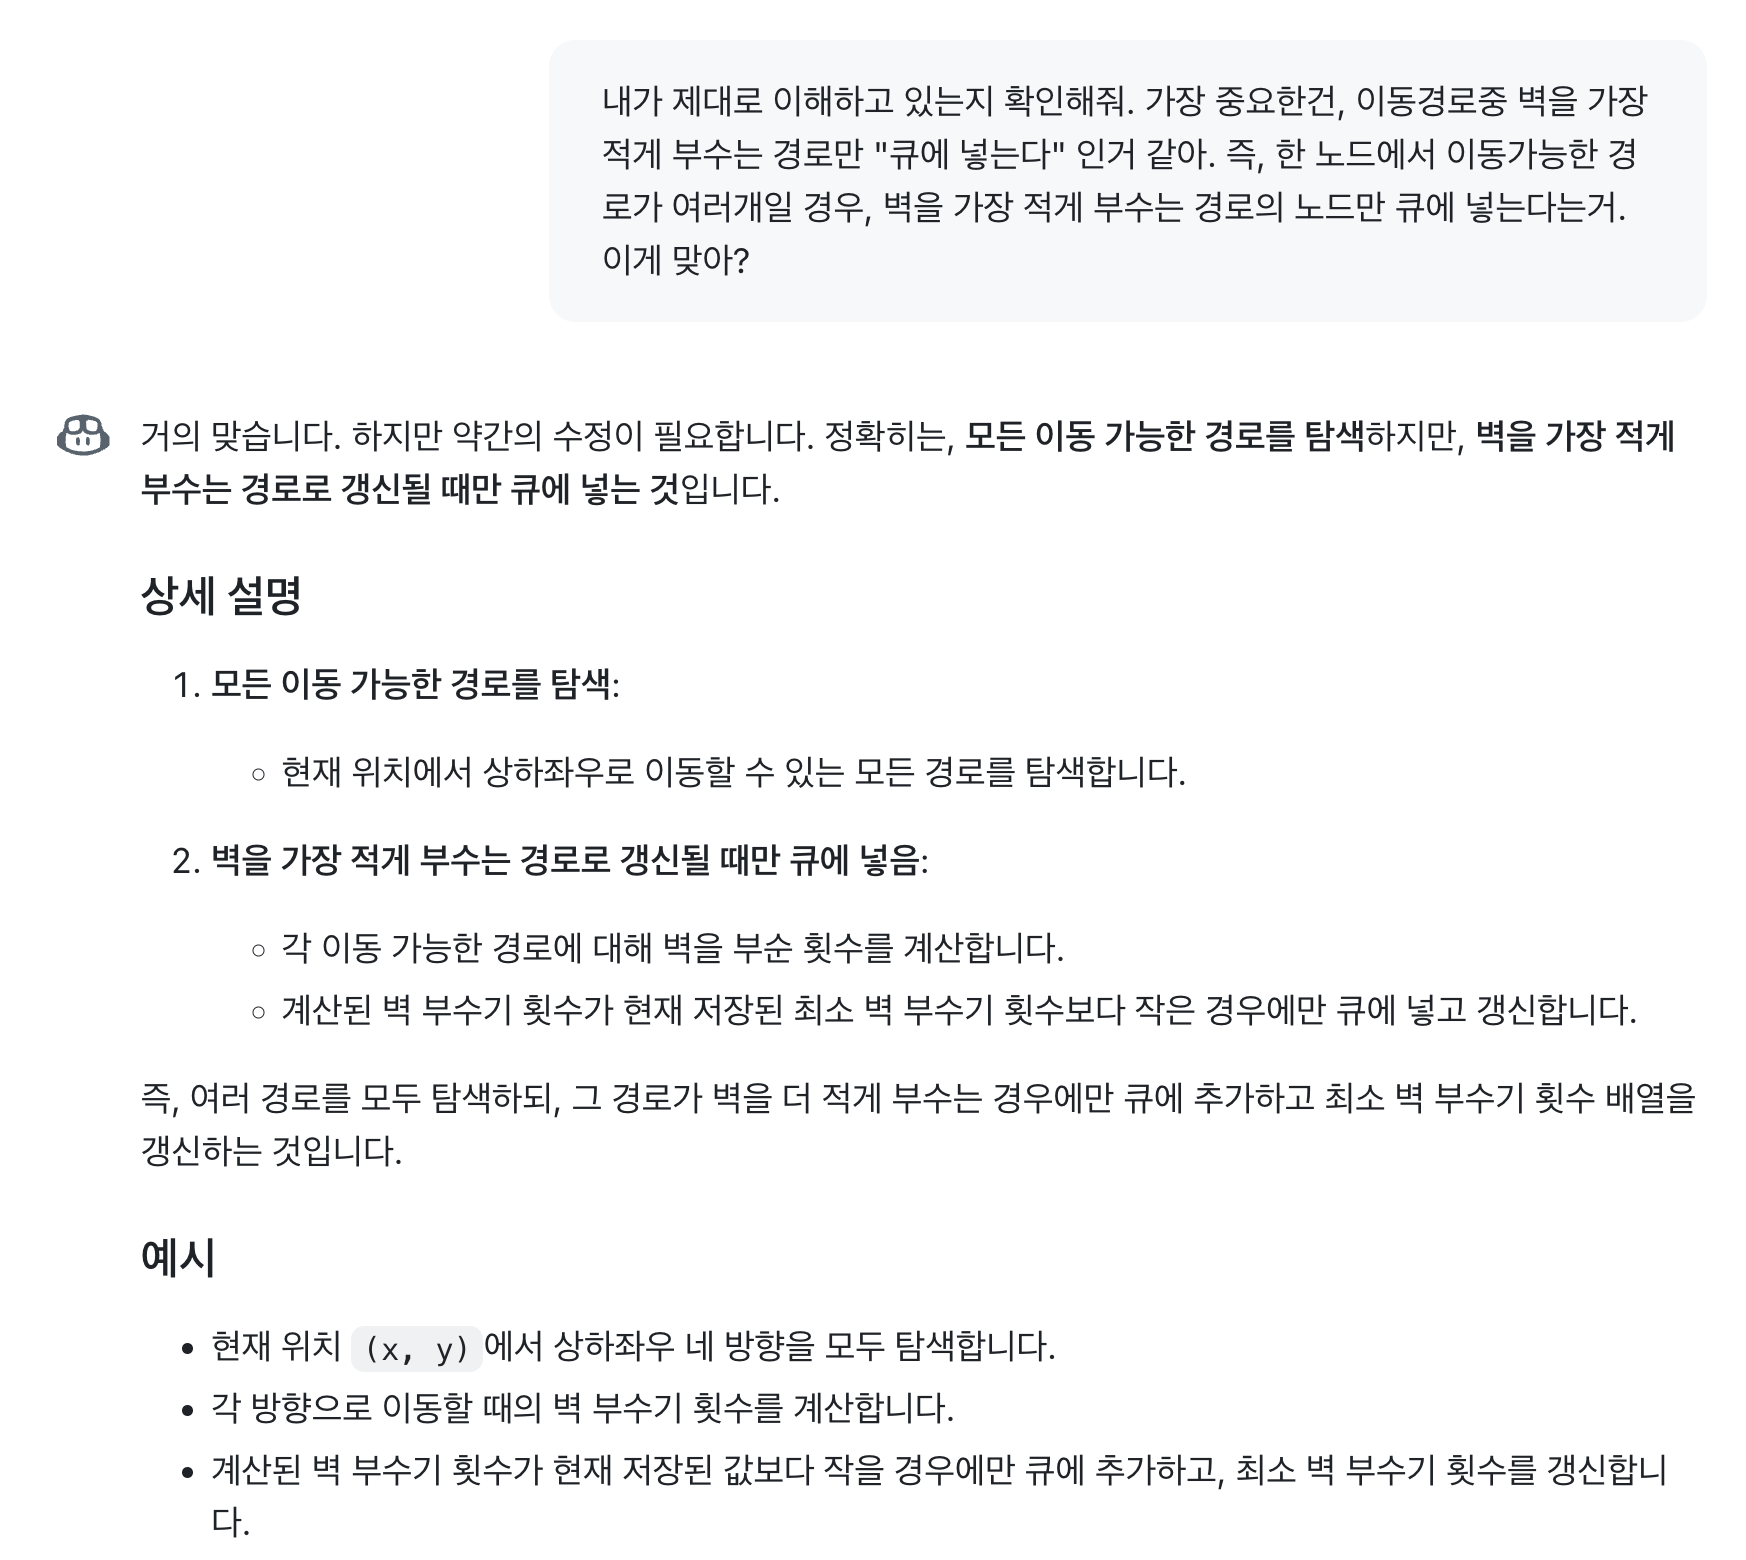 내가 제대로 이해하고 있는지 확인해줘. 가장 중요한건, 이동경로중 벽을 가장
적게 부수는 경로만 "큐에 넣는다" 인거 같아. 즉, 한 노드에서 이동가능한 경
로가 여러개일 경우, 벽을 가장 적게 부수는 경로의 노드만 큐에 넣는다는거.
이게 맞아?
거의 맞습니다. 하지만 약간의 수정이 필요합니다. 정확히는, 모든 이동 가능한 경로를 탐색하지만, 벽을 가장 적게
부수는 경로로 갱신될 때만 큐에 넣는 것입니다.
상세 설명
1. 모든 이동 가능한 경로를 탐색:
◦ 현재 위치에서 상하좌우로 이동할 수 있는 모든 경로를 탐색합니다.
2. 벽을 가장 적게 부수는 경로로 갱신될 때만 큐에 넣음:
◦ 각 이동 가능한 경로에 대해 벽을 부순 횟수를 계산합니다.
◦ 계산된 벽 부수기 횟수가 현재 저장된 최소 벽 부수기 횟수보다 작은 경우에만 큐에 넣고 갱신합니다.
즉, 여러 경로를 모두 탐색하되, 그 경로가 벽을 더 적게 부수는 경우에만 큐에 추가하고 최소 벽 부수기 횟수 배열을
갱신하는 것입니다.
예시
• 현재 위치 (x, y)에서 상하좌우 네 방향을 모두 탐색합니다.
• 각 방향으로 이동할 때의 벽 부수기 횟수를 계산합니다.
• 계산된 벽 부수기 횟수가 현재 저장된 값보다 작을 경우에만 큐에 추가하고, 최소 벽 부수기 횟수를 갱신합니
다.